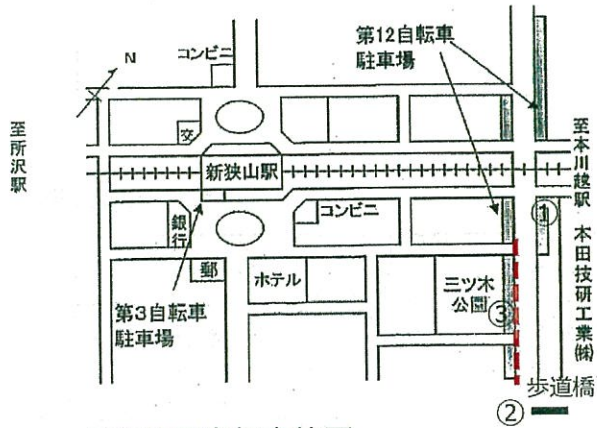 コンビニ
第12自転車
駐車場
N
至所沢駅
交
新狭山駅
至本川越駅
本田技研工業㈱
銀行
コンビニ
①
郵
ホテル
三ツ木
公園
③
第3自転車
駐車場
歩道橋
②